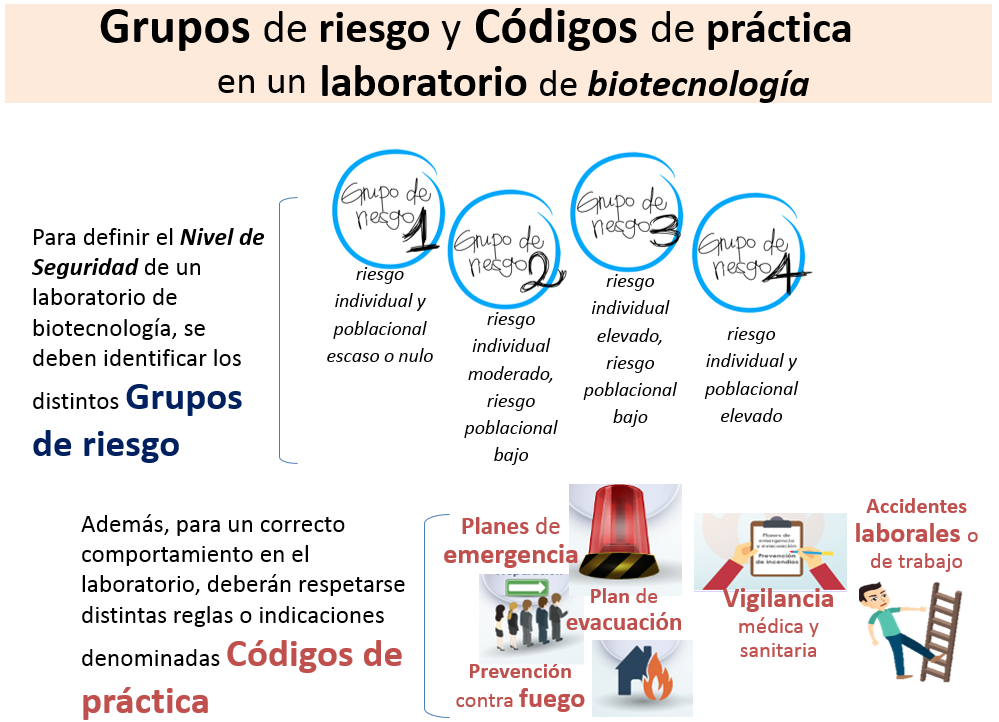 Grupos de riesgo y Códigos de práctica
en un laboratorio de biotecnología
Para definir el Nivel de
Seguridad de un
laboratorio de
biotecnología, se
deben identificar los
distintos Grupos
de riesgo
Grupo de
riesgo 1
riesgo
individual y
poblacional
escaso o nulo
Grupo de
riesgo 2
riesgo
individual
moderado,
riesgo
poblacional
bajo
Grupo de
riesgo 3
riesgo
individual
elevado,
riesgo
poblacional
bajo
Grupo de
riesgo 4
riesgo
individual y
poblacional
elevado
Además, para un correcto
comportamiento en el
laboratorio, deberán respetarse
distintas reglas o indicaciones
denominadas Códigos de
práctica
Planes de
emergencia
Plan de
evacuación
Prevención
contra fuego
Planes de
emergencia
y evacuación
Prevención
de incendios
Vigilancia
médica y
sanitaria
Accidentes
laborales o
de trabajo